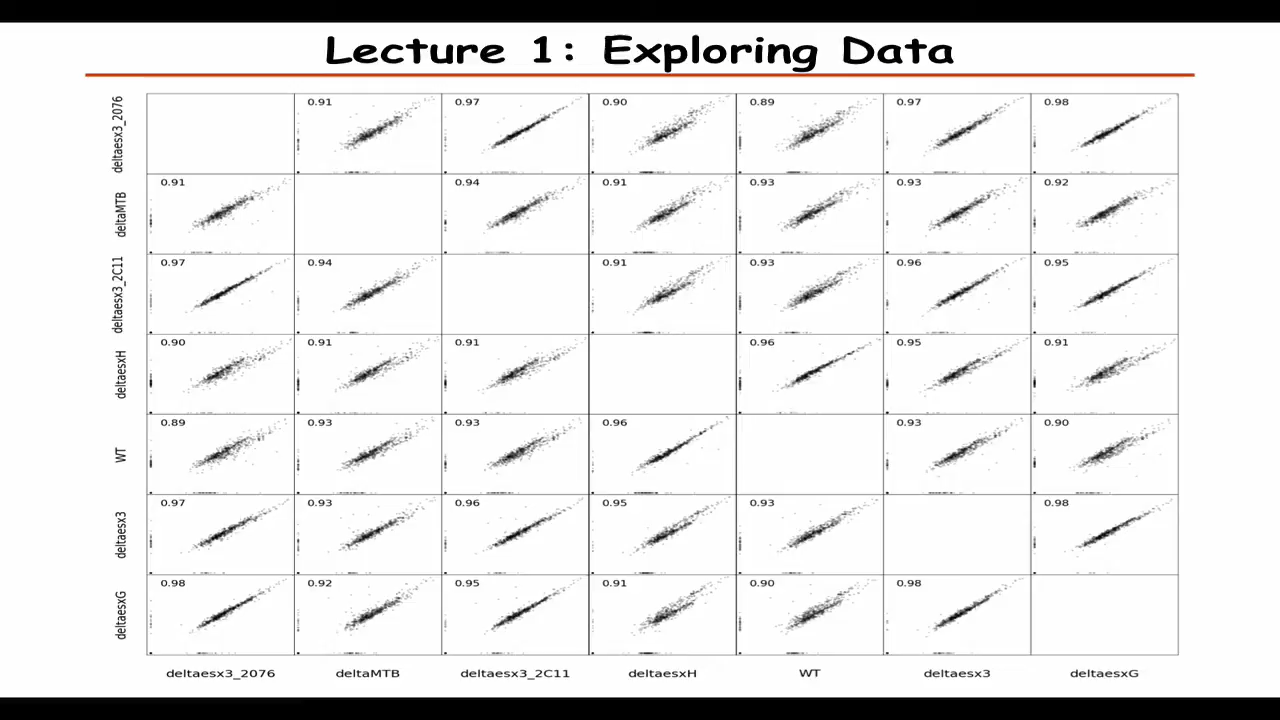 Lecture 1: Exploring Data
deltaesx3_2076 0.91 0.97 0.90 0.89 0.97 0.98
deltaMTB 0.91 0.94 0.91 0.93 0.93 0.92
deltaesx3_2C11 0.97 0.94 0.91 0.93 0.96 0.95
deltaesxH 0.90 0.91 0.91 0.96 0.95 0.91
WT 0.89 0.93 0.93 0.96 0.93 0.90
deltaesx3 0.97 0.93 0.96 0.95 0.93 0.98
deltaesxG 0.98 0.92 0.95 0.91 0.90 0.98
deltaesx3_2076 deltaMTB deltaesx3_2C11 deltaesxH WT deltaesx3 deltaesxG